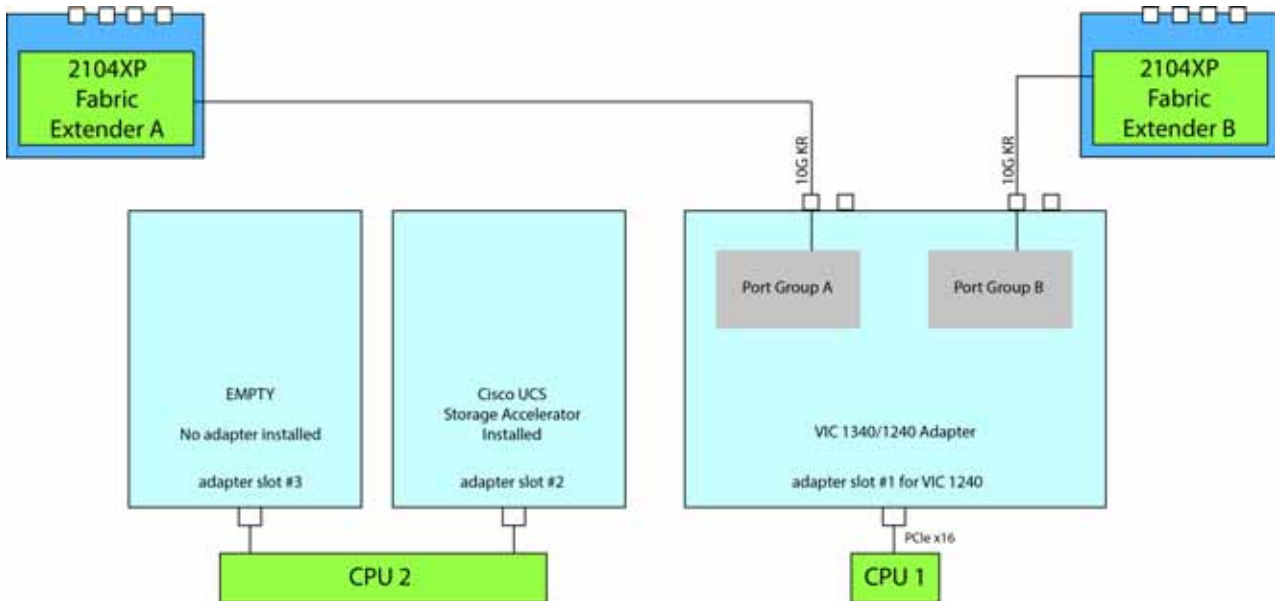 2104XP
Fabric
Extender A
2104XP
Fabric
Extender B
10G KR
10G KR
Port Group A
Port Group B
EMPTY
No adapter installed
adapter slot #3
Cisco UCS
Storage Accelerator
Installed
adapter slot #2
VIC 1340/1240 Adapter
adapter slot #1 for VIC 1240
PCIe x16
CPU 2
CPU 1